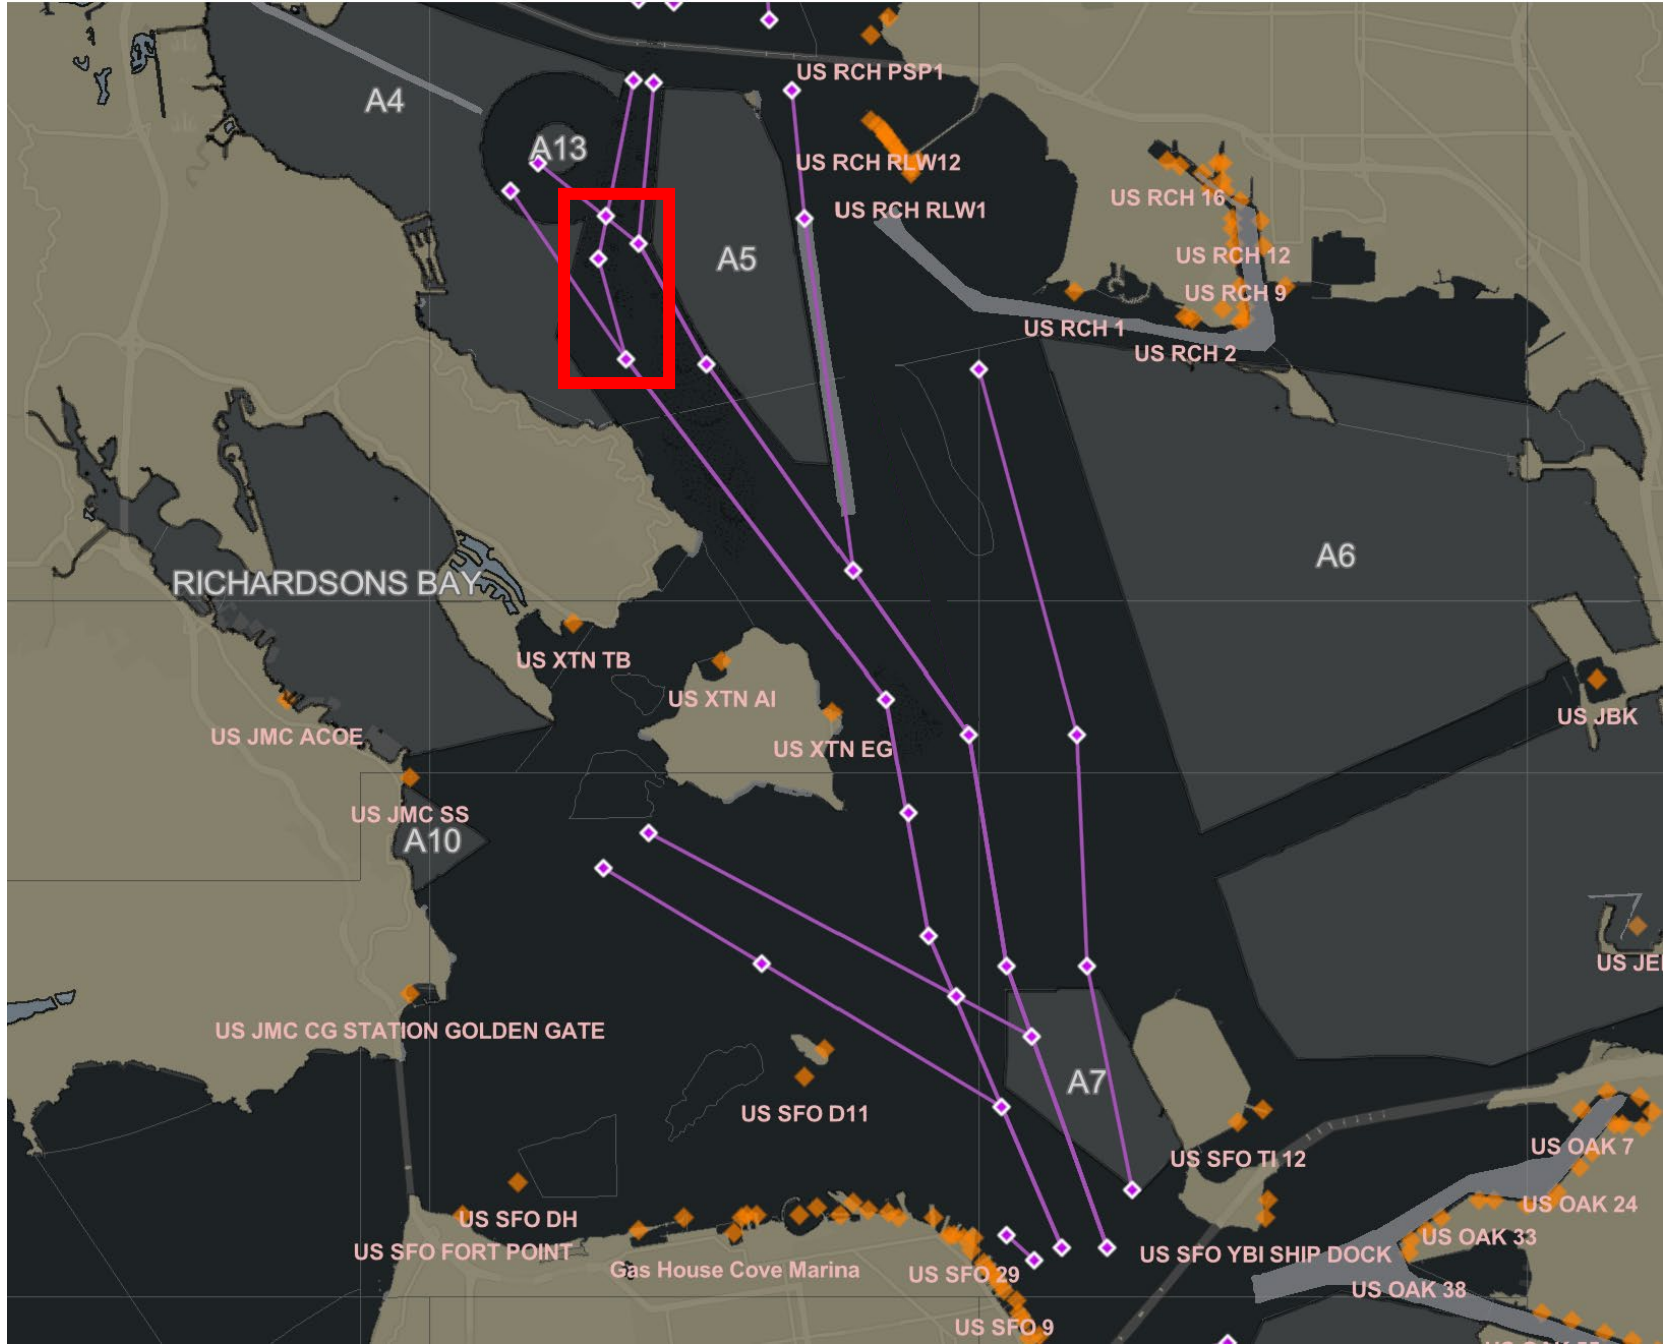 US RCH PSP1
A4
A13
US RCH RLW12
US RCH 16
US RCH RLW1
A5
US RCH 12
US RCH 9
US RCH 1
US RCH 2
A6
RICHARDSONS BAY
US XTN TB
US XTN AI
US JBK
US JMC ACOE
US XTN EG
US JMC SS
A10
US JMC CG STATION GOLDEN GATE
A7
US SFO D11
US OAK 7
US SFO TI 12
US OAK 24
US SFO DH
US OAK 33
US SFO FORT POINT
US SFO YBI SHIP DOCK
Gas House Cove Marina
US SFO 29
US OAK 38
US SFO 9